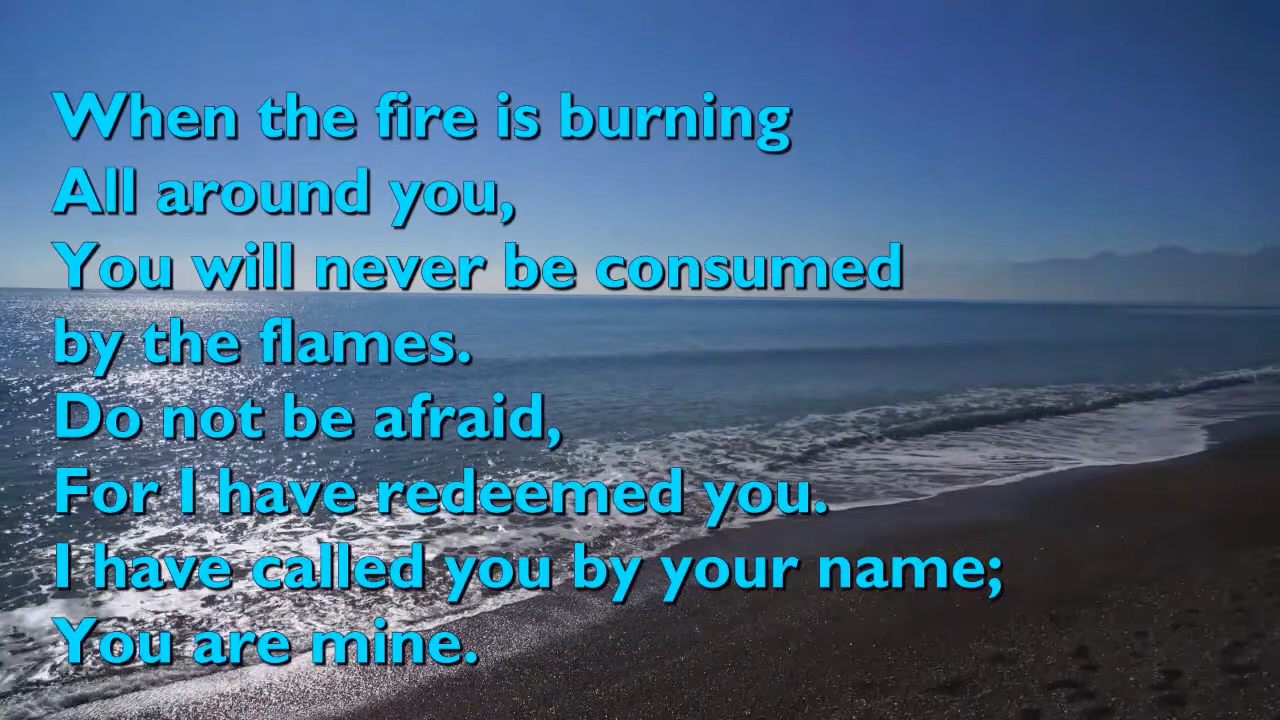 When the fire is burning
All around you,
You will never be consumed
by the flames.
Do not be afraid,
For I have redeemed you.
I have called you by your name;
You are mine.